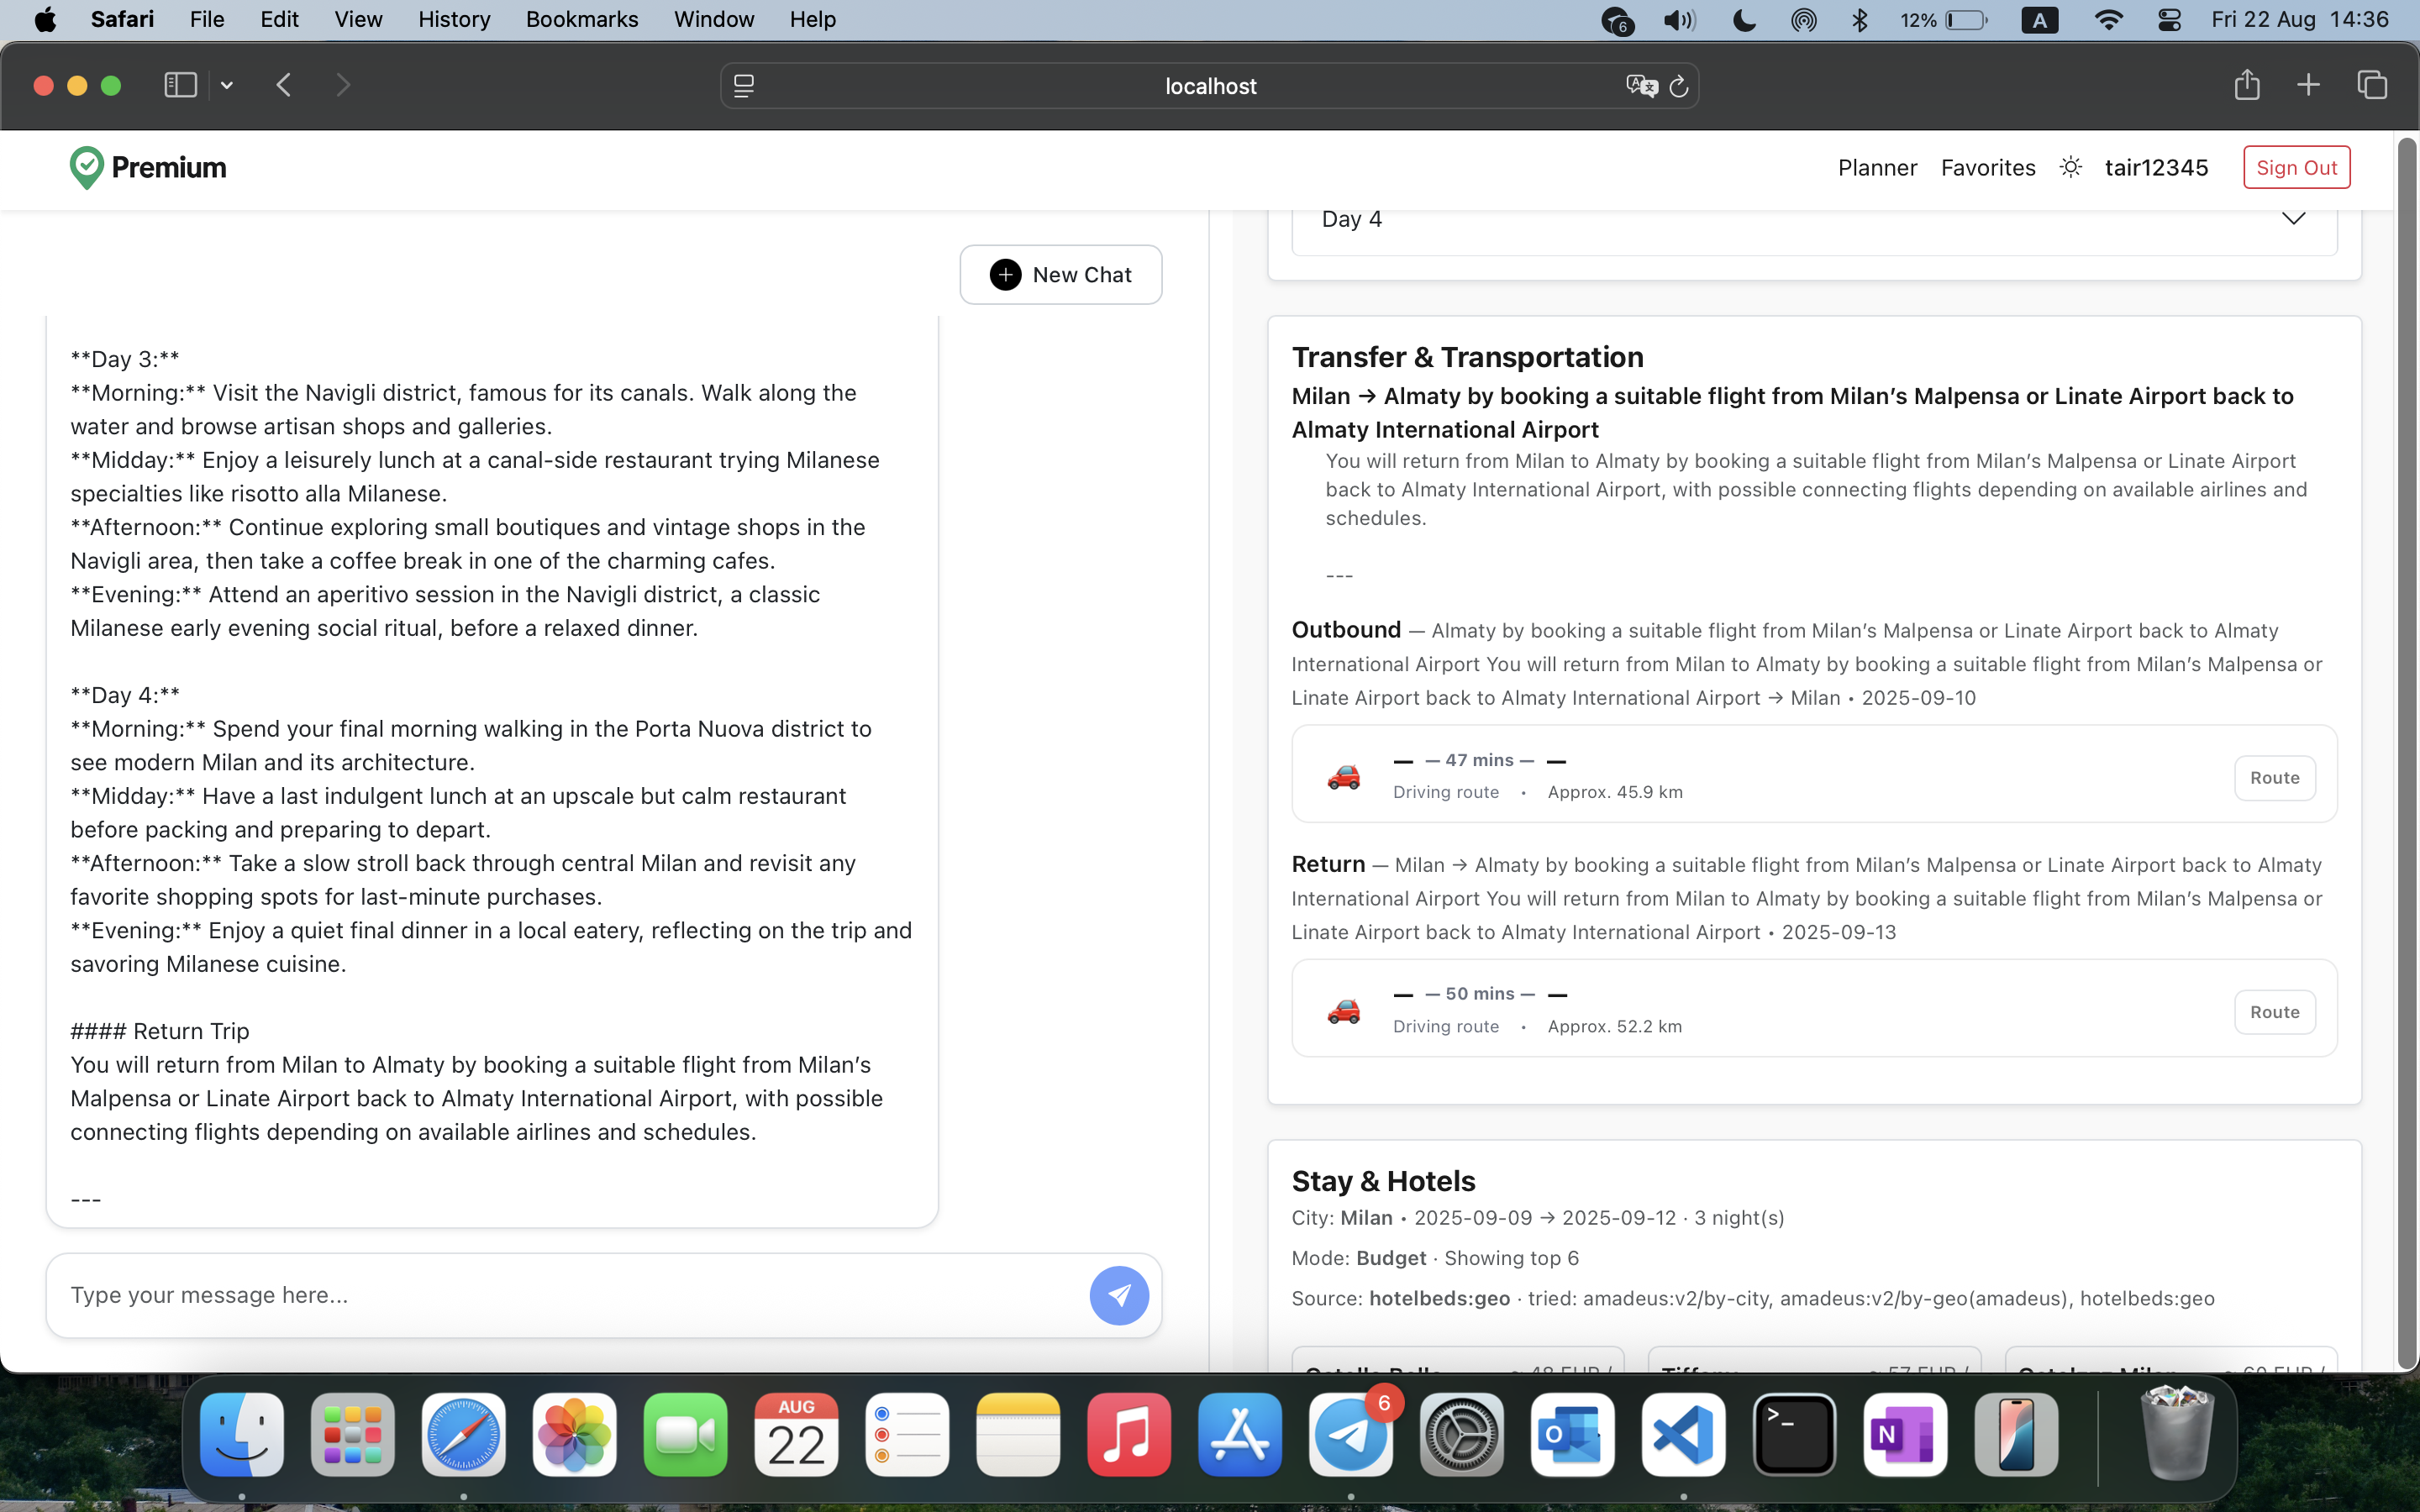 Safari File Edit View History Bookmarks Window Help
6
12%
A
Fri 22 Aug 14:36
localhost
Premium
Planner Favorites tair12345 Sign Out
New Chat
**Day 3:**
**Morning:** Visit the Navigli district, famous for its canals. Walk along the
water and browse artisan shops and galleries.
**Midday:** Enjoy a leisurely lunch at a canal-side restaurant trying Milanese
specialties like risotto alla Milanese.
**Afternoon:** Continue exploring small boutiques and vintage shops in the
Navigli area, then take a coffee break in one of the charming cafes.
**Evening:** Attend an aperitivo session in the Navigli district, a classic
Milanese early evening social ritual, before a relaxed dinner.
**Day 4:**
**Morning:** Spend your final morning walking in the Porta Nuova district to
see modern Milan and its architecture.
**Midday:** Have a last indulgent lunch at an upscale but calm restaurant
before packing and preparing to depart.
**Afternoon:** Take a slow stroll back through central Milan and revisit any
favorite shopping spots for last-minute purchases.
**Evening:** Enjoy a quiet final dinner in a local eatery, reflecting on the trip and
savoring Milanese cuisine.
#### Return Trip
You will return from Milan to Almaty by booking a suitable flight from Milan’s
Malpensa or Linate Airport back to Almaty International Airport, with possible
connecting flights depending on available airlines and schedules.
---
Type your message here...
Day 4
Transfer & Transportation
Milan → Almaty by booking a suitable flight from Milan’s Malpensa or Linate Airport back to
Almaty International Airport
You will return from Milan to Almaty by booking a suitable flight from Milan’s Malpensa or Linate Airport
back to Almaty International Airport, with possible connecting flights depending on available airlines and
schedules.
---
Outbound — Almaty by booking a suitable flight from Milan’s Malpensa or Linate Airport back to Almaty
International Airport You will return from Milan to Almaty by booking a suitable flight from Milan’s Malpensa or
Linate Airport back to Almaty International Airport → Milan • 2025-09-10
— — 47 mins — —
Driving route • Approx. 45.9 km
Route
Return — Milan → Almaty by booking a suitable flight from Milan’s Malpensa or Linate Airport back to Almaty
International Airport You will return from Milan to Almaty by booking a suitable flight from Milan’s Malpensa or
Linate Airport back to Almaty International Airport • 2025-09-13
— — 50 mins — —
Driving route • Approx. 52.2 km
Route
Stay & Hotels
City: Milan • 2025-09-09 → 2025-09-12 · 3 night(s)
Mode: Budget · Showing top 6
Source: hotelbeds:geo · tried: amadeus:v2/by-city, amadeus:v2/by-geo(amadeus), hotelbeds:geo
AUG
22
6